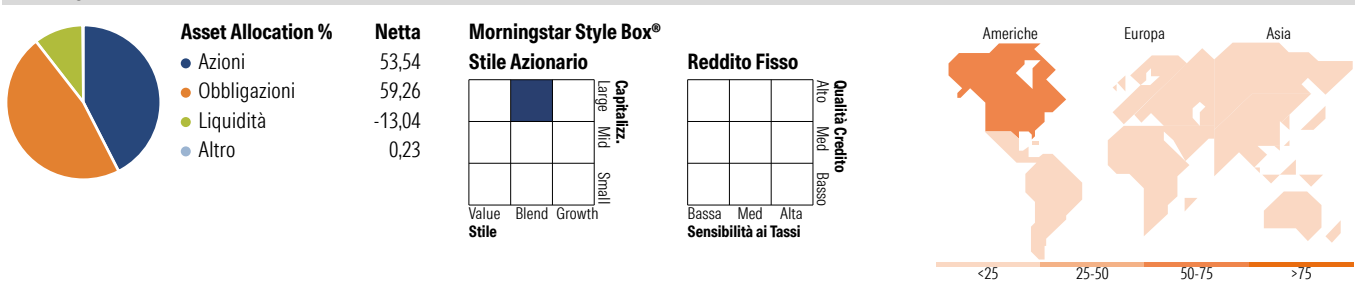 Asset Allocation % Netta
Azioni 53,54
Obbligazioni 59,26
Liquidità -13,04
Altro 0,23
Morningstar Style Box®
Stile Azionario
Large
Mid
Small
Capitalizz.
Value Blend Growth
Stile
Reddito Fisso
Alto
Med
Basso
Qualità Credito
Bassa Med Alta
Sensibilità ai Tassi
Americhe Europa Asia
<25 25-50 50-75 >75